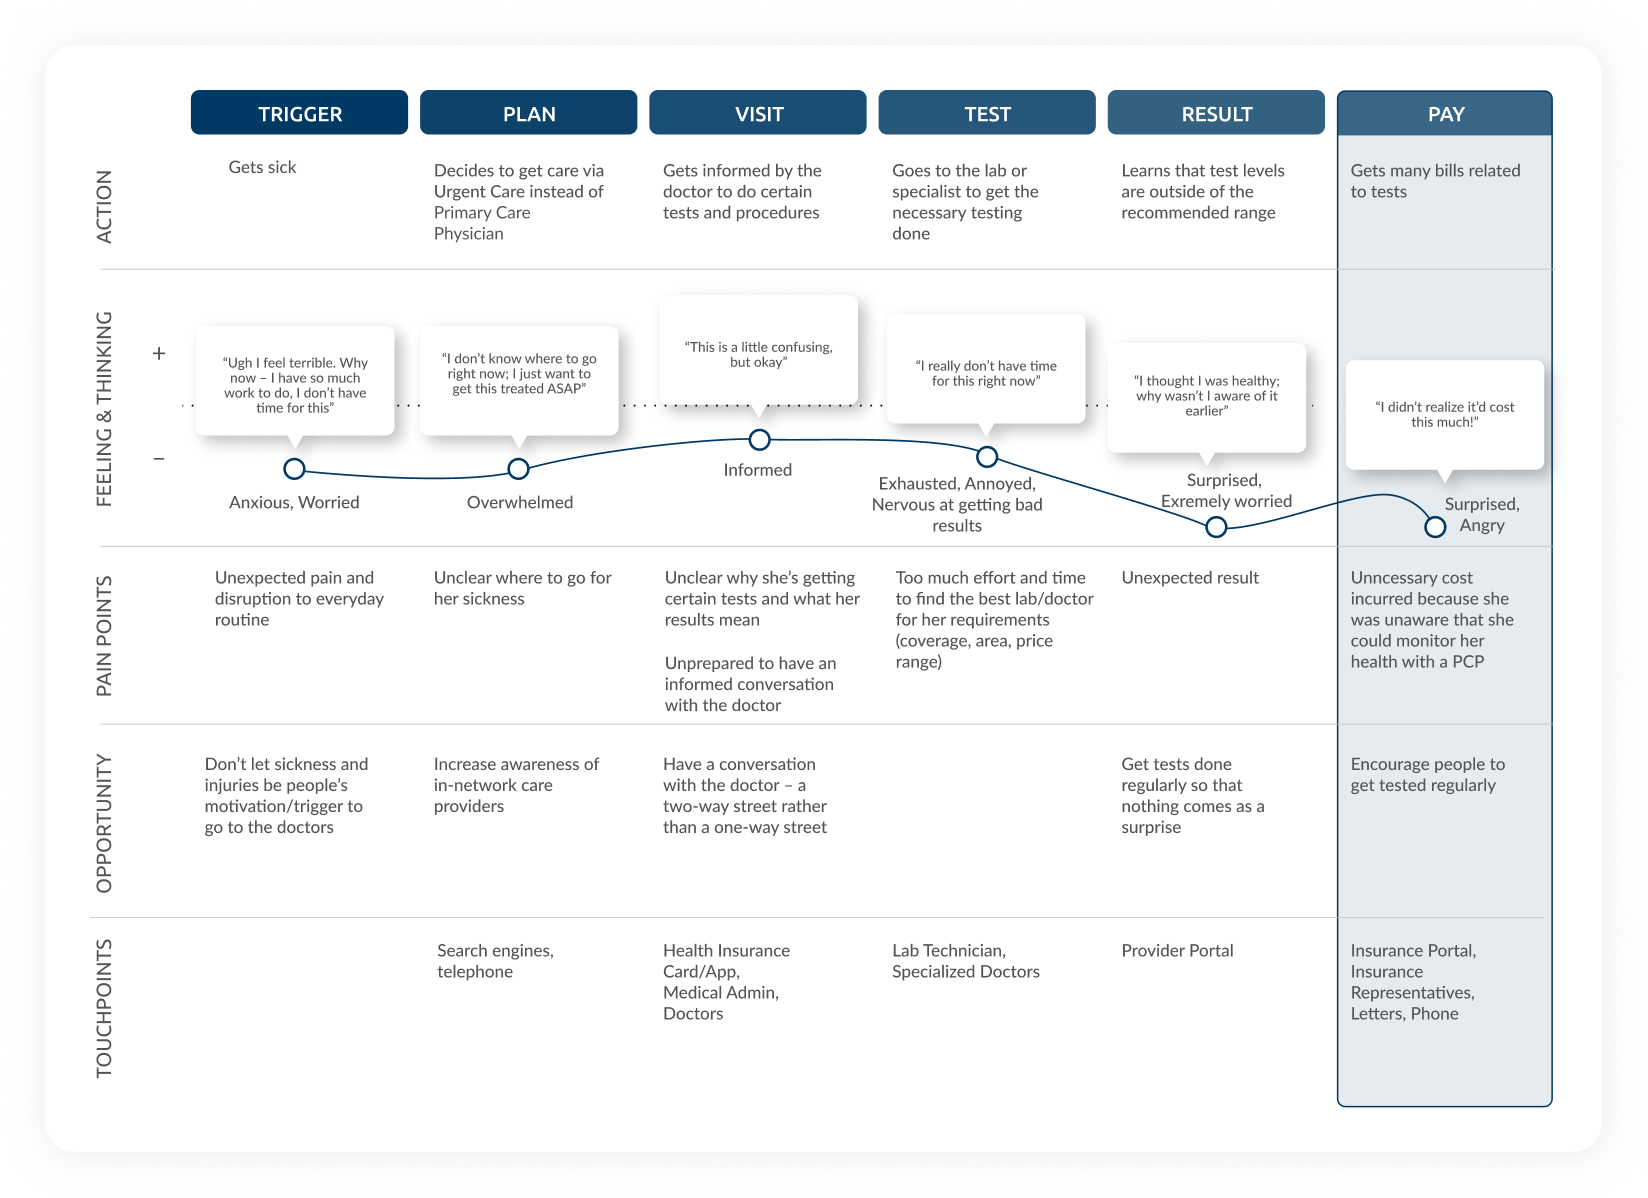 TRIGGER
PLAN
VISIT
TEST
RESULT
PAY
ACTION
Gets sick
Decides to get care via
Urgent Care instead of
Primary Care
Physician
Gets informed by the
doctor to do certain
tests and procedures
Goes to the lab or
specialist to get the
necessary testing
done
Learns that test levels
are outside of the
recommended range
Gets many bills related
to tests
FEELING & THINKING
+
–
“Ugh I feel terrible. Why
now – I have so much
work to do, I don’t have
time for this”
Anxious, Worried
“I don’t know where to go
right now; I just want to
get this treated ASAP”
Overwhelmed
“This is a little confusing,
but okay”
Informed
“I really don’t have time
for this right now”
Exhausted, Annoyed,
Nervous at getting bad
results
“I thought I was healthy;
why wasn’t I aware of it
earlier”
Surprised,
Exremely worried
“I didn’t realize it’d cost
this much!”
Surprised,
Angry
PAIN POINTS
Unexpected pain and
disruption to everyday
routine
Unclear where to go for
her sickness
Unclear why she’s getting
certain tests and what her
results mean
Unprepared to have an
informed conversation
with the doctor
Too much effort and time
to find the best lab/doctor
for her requirements
(coverage, area, price
range)
Unexpected result
Unncessary cost
incurred because she
was unaware that she
could monitor her
health with a PCP
OPPORTUNITY
Don’t let sickness and
injuries be people’s
motivation/trigger to
go to the doctors
Increase awareness of
in-network care
providers
Have a conversation
with the doctor – a
two-way street rather
than a one-way street
Get tests done
regularly so that
nothing comes as a
surprise
Encourage people to
get tested regularly
TOUCHPOINTS
Search engines,
telephone
Health Insurance
Card/App,
Medical Admin,
Doctors
Lab Technician,
Specialized Doctors
Provider Portal
Insurance Portal,
Insurance
Representatives,
Letters, Phone